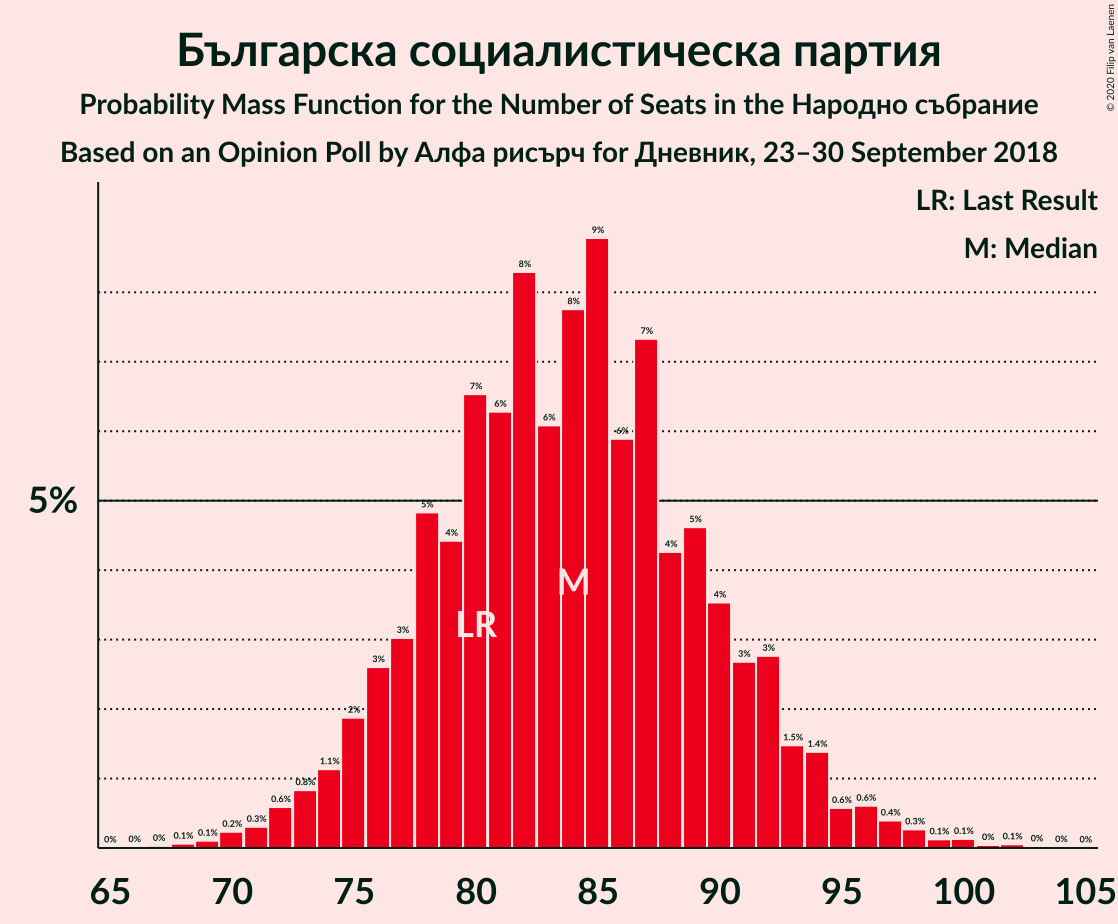 Българска социалистическа партия
Probability Mass Function for the Number of Seats in the Народно събрание
Based on an Opinion Poll by Алфа рисърч for Дневник, 23–30 September 2018
© 2020 Filip van Laenen
LR: Last Result
M: Median
5%
0% 0% 0% 0.1% 0.1% 0.2% 0.3% 0.6% 0.8% 1.1% 2% 3% 3% 5% 4% 7% 6% 8% 6% 8% 9% 6% 7% 4% 5% 4% 3% 3% 1.5% 1.4% 0.6% 0.6% 0.4% 0.3% 0.1% 0.1% 0% 0.1% 0% 0% 0%
M
LR
65 70 75 80 85 90 95 100 105